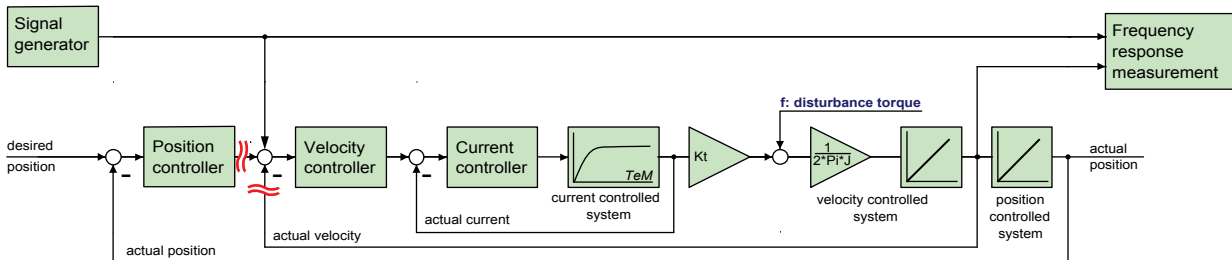 Signal
generator
Frequency
response
measurement
f: disturbance torque
desired
position
Position
controller
Velocity
controller
Current
controller
TeM
Kt
1
2*Pi*J
actual
position
-
-
-
current controlled
system
velocity controlled
system
position
controlled
system
actual current
actual velocity
actual position